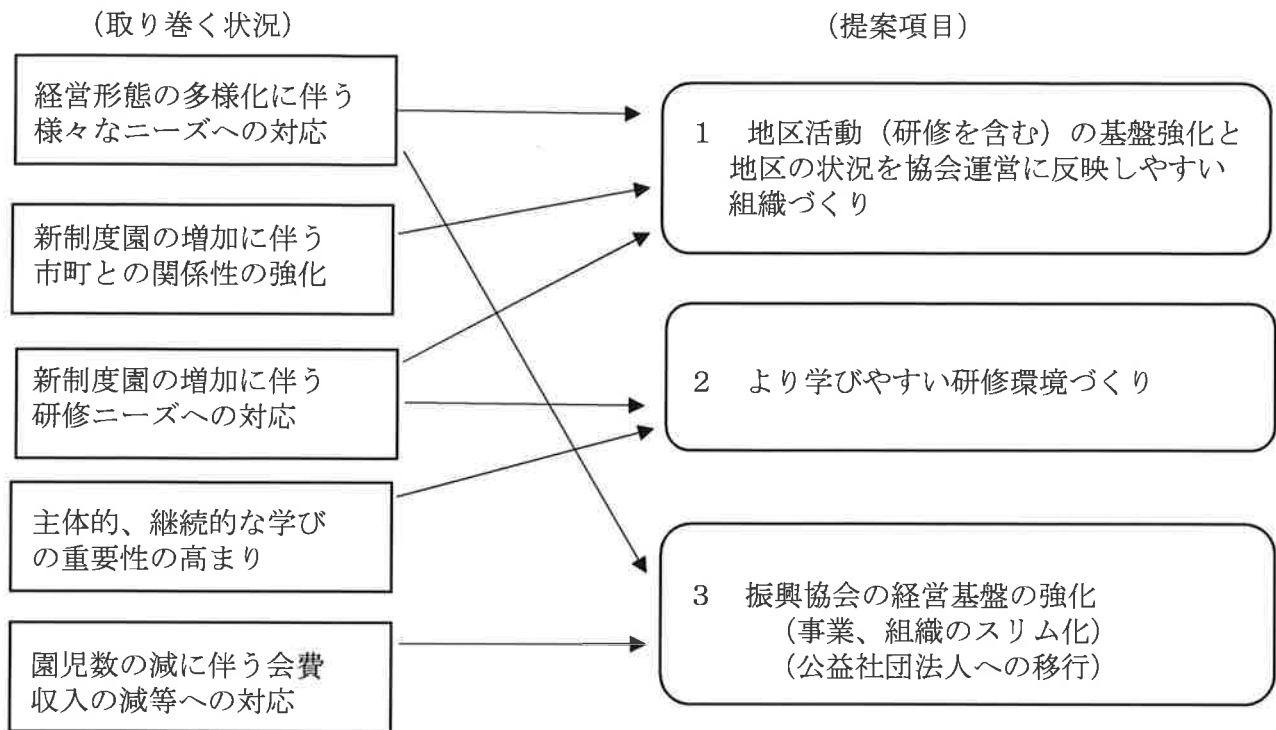 (取り巻く状況)
経営形態の多様化に伴う
様々なニーズへの対応
新制度園の増加に伴う
市町との関係性の強化
新制度園の増加に伴う
研修ニーズへの対応
主体的、継続的な学び
の重要性の高まり
園児数の減に伴う会費
収入の減等への対応
(提案項目)
1　地区活動（研修を含む）の基盤強化と
地区の状況を協会運営に反映しやすい
組織づくり
2　より学びやすい研修環境づくり
3　振興協会の経営基盤の強化
（事業、組織のスリム化）
（公益社団法人への移行）